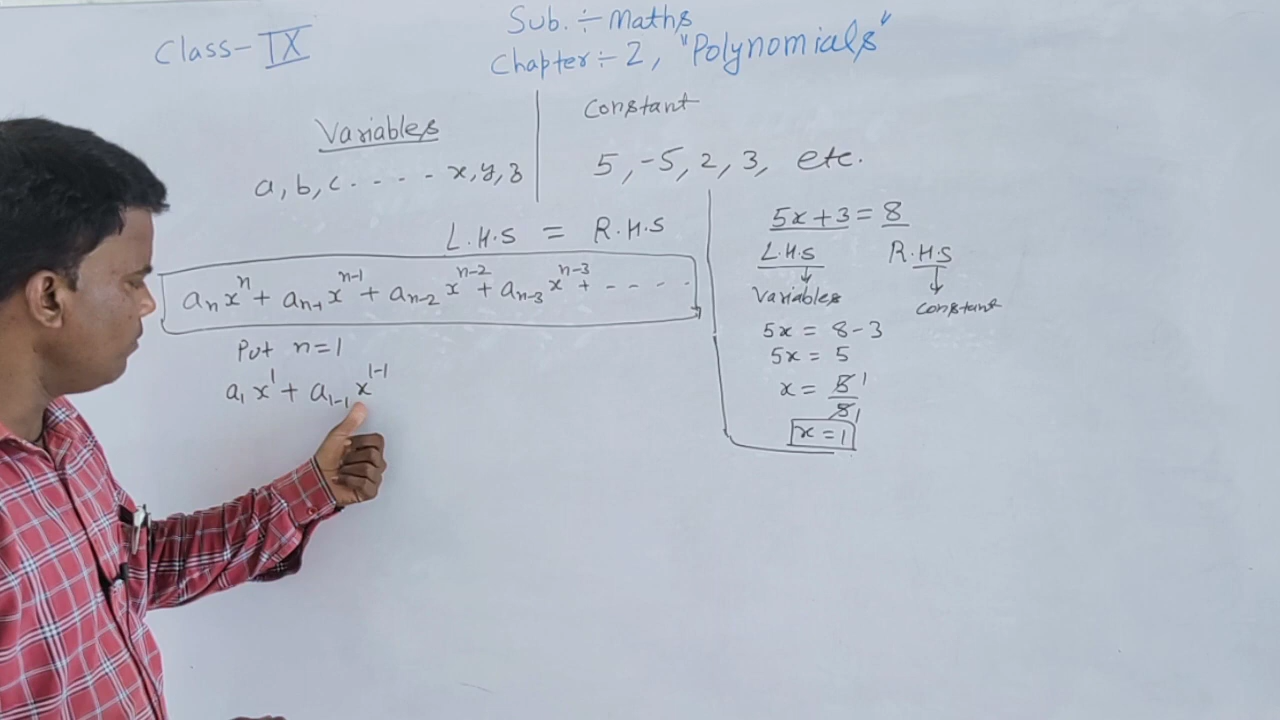 Class-IX
Sub. ÷ Maths
Chapter ÷ 2, "Polynomials"
Variables
a, b, c . . . . x, y, z
Constant
5, -5, 2, 3, etc.
L.H.S = R.H.S
aₙxⁿ + aₙ₋₁xⁿ⁻¹ + aₙ₋₂xⁿ⁻² + aₙ₋₃xⁿ⁻³ + - - - - -
Put n=1
a₁x¹ + a₁₋₁x¹⁻¹
5x+3 = 8
L.H.S R.H.S
Variables constant
5x = 8-3
5x = 5
x = 5 1
5 1
x = 1